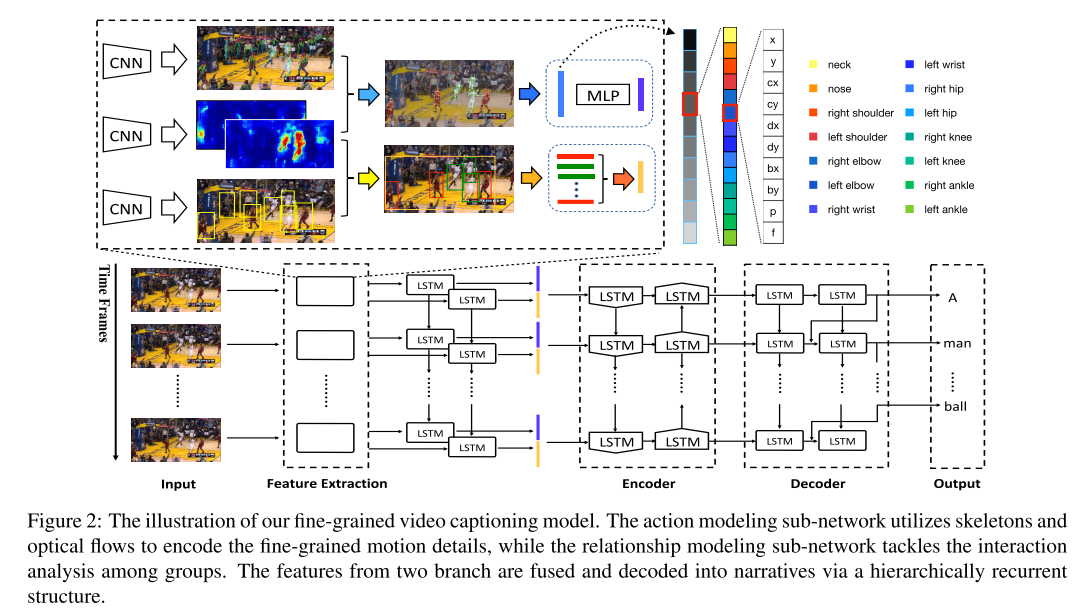 CNN
CNN
CNN
MLP
x
y
cx
cy
dx
dy
bx
by
p
f
neck
nose
right shoulder
left shoulder
right elbow
left elbow
right wrist
left wrist
right hip
left hip
right knee
left knee
right ankle
left ankle
Time Frames
LSTM
LSTM
LSTM
LSTM
LSTM
LSTM
A
LSTM
LSTM
LSTM
LSTM
LSTM
LSTM
man
LSTM
LSTM
LSTM
LSTM
LSTM
LSTM
ball
Input
Feature Extraction
Encoder
Decoder
Output
Figure 2: The illustration of our fine-grained video captioning model. The action modeling sub-network utilizes skeletons and
optical flows to encode the fine-grained motion details, while the relationship modeling sub-network tackles the interaction
analysis among groups. The features from two branch are fused and decoded into narratives via a hierarchically recurrent
structure.